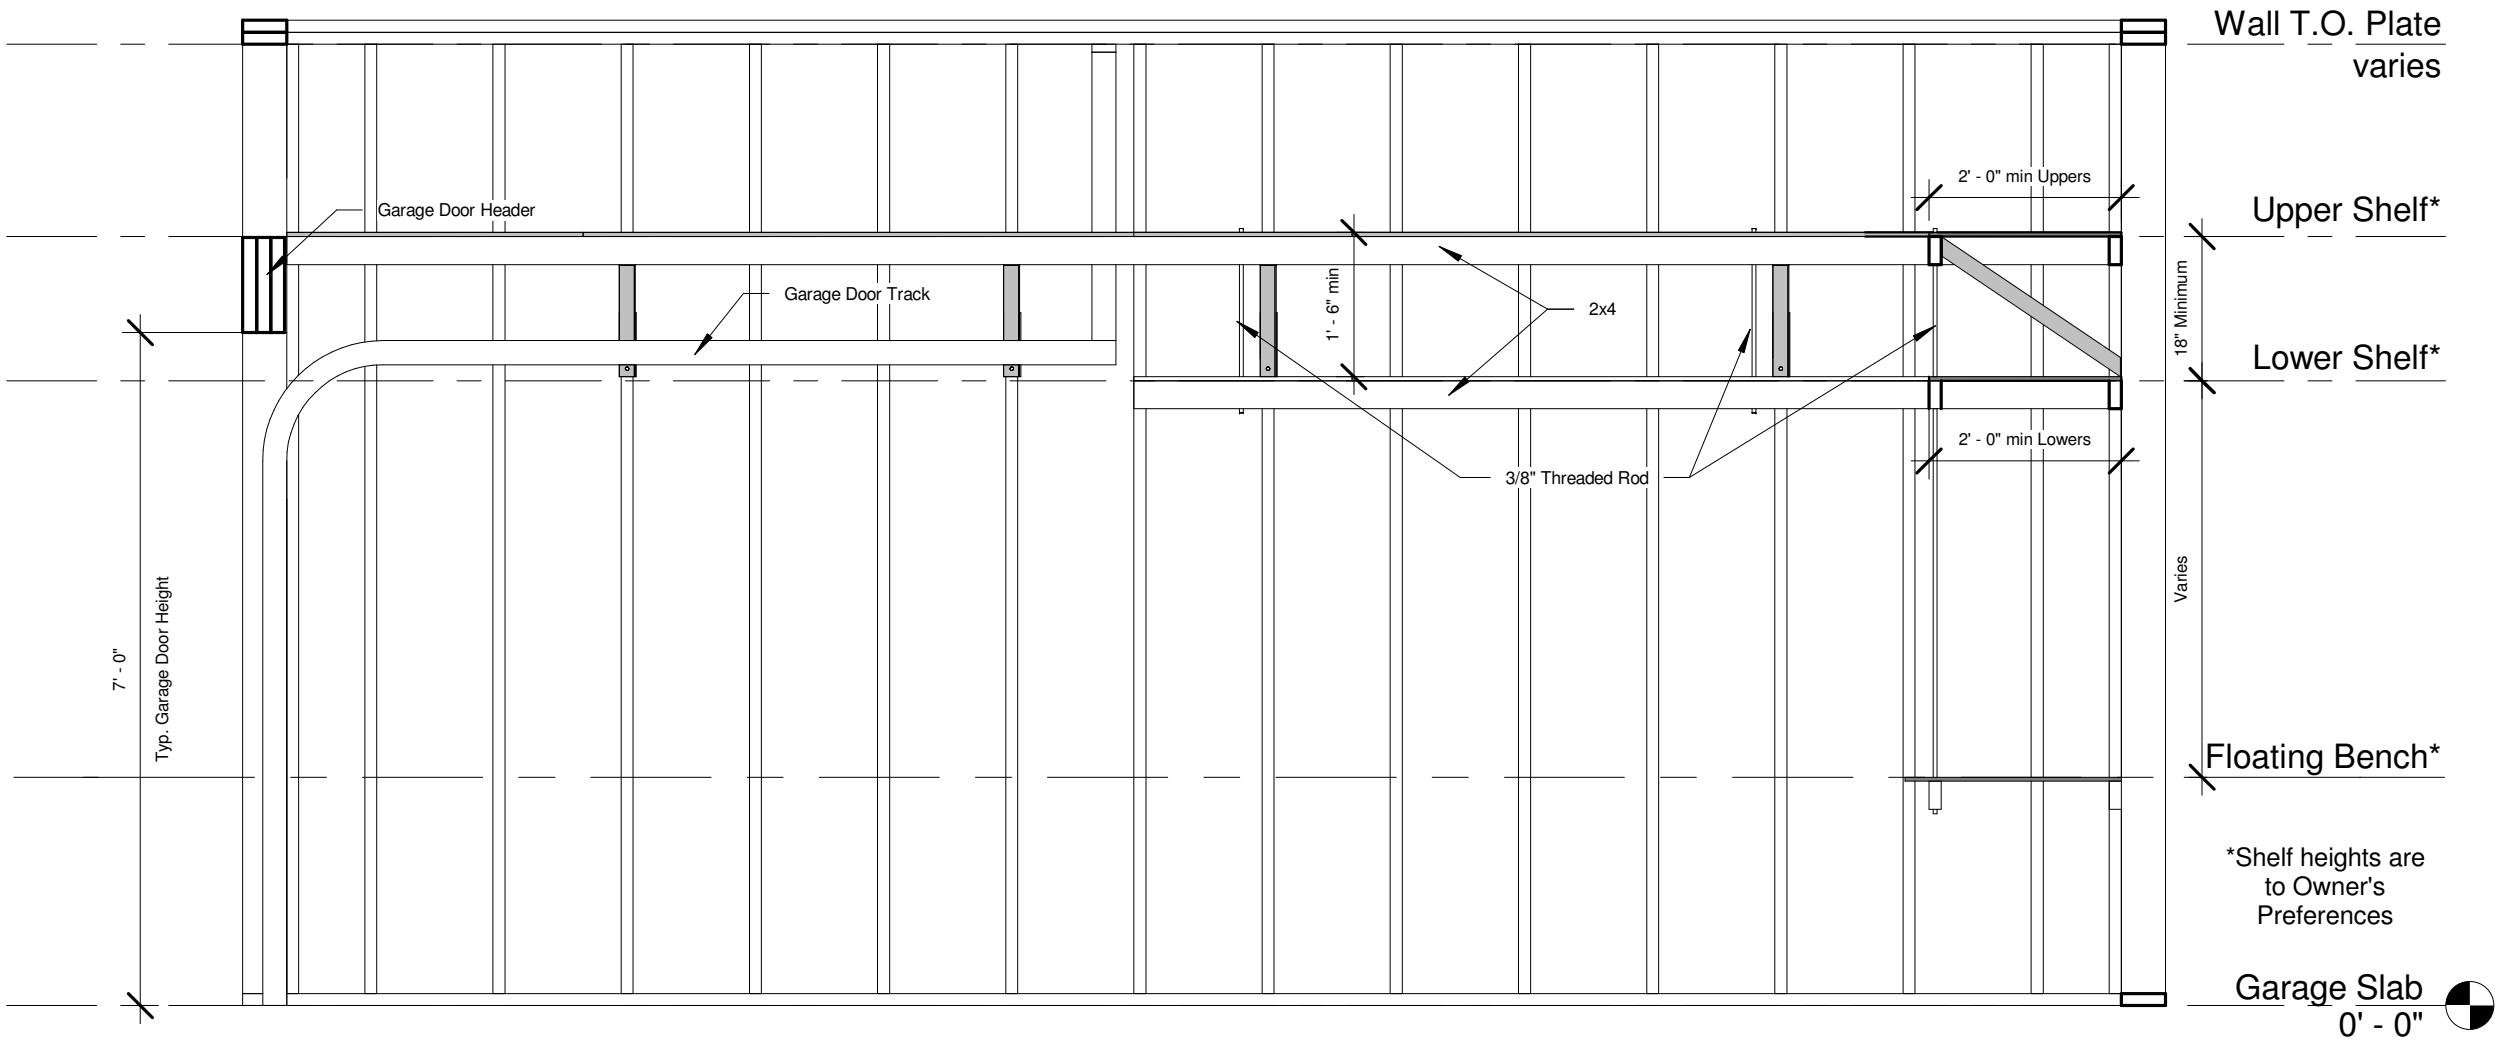 Wall T.O. Plate
varies
2' - 0" min Uppers
Upper Shelf*
Garage Door Header
Garage Door Track
1' - 6" min
2x4
18" Minimum
Lower Shelf*
2' - 0" min Lowers
3/8" Threaded Rod
Varies
7' - 0"
Typ. Garage Door Height
Floating Bench*
*Shelf heights are
to Owner's
Preferences
Garage Slab
0' - 0"